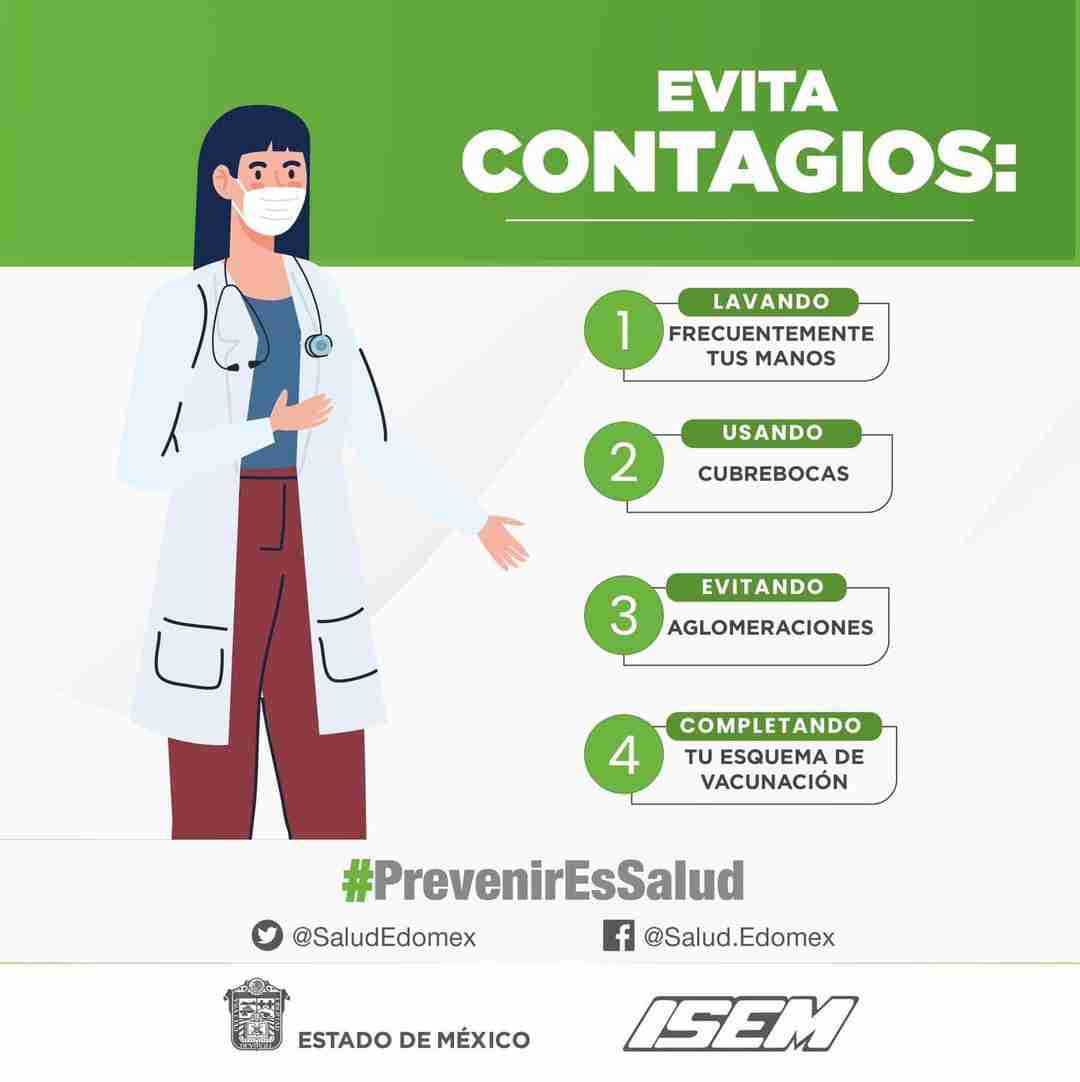 EVITA
CONTAGIOS:
1
LAVANDO
FRECUENTEMENTE
TUS MANOS
2
USANDO
CUBREBOCAS
3
EVITANDO
AGLOMERACIONES
4
COMPLETANDO
TU ESQUEMA DE
VACUNACIÓN
#PrevenirEsSalud
@SaludEdomex
@Salud.Edomex
ESTADO DE MÉXICO
ISEM